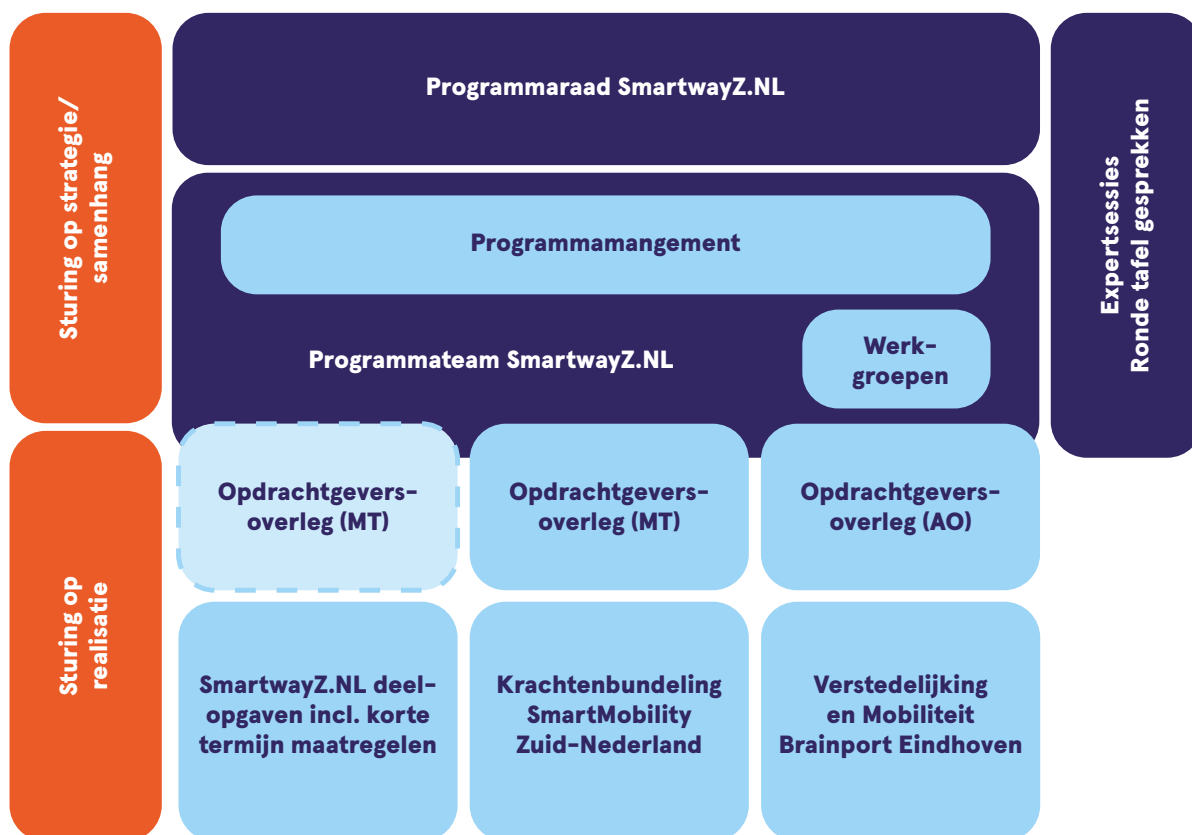 Sturing op strategie/
samenhang
Programmaraad SmartwayZ.NL
Expertsessies
Ronde tafel gesprekken
Programmamangement
Programmateam SmartwayZ.NL
Werk-
groepen
Sturing op
realisatie
Opdrachtgevers-
overleg (MT)
Opdrachtgevers-
overleg (MT)
Opdrachtgevers-
overleg (AO)
SmartwayZ.NL deel-
opgaven incl. korte
termijn maatregelen
Krachtenbundeling
SmartMobility
Zuid-Nederland
Verstedelijking
en Mobiliteit
Brainport Eindhoven